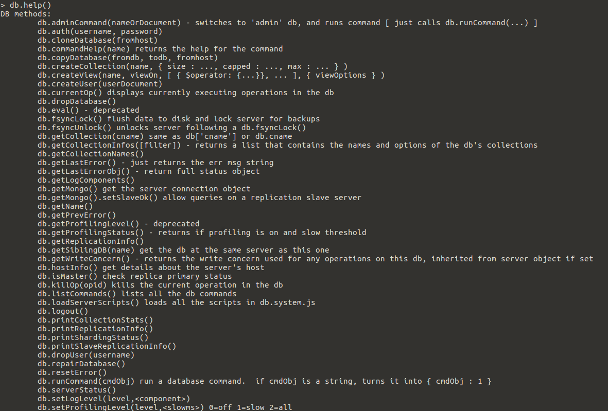 > db.help()
DB methods:
db.adminCommand(nameOrDocument) - switches to 'admin' db, and runs command [ just calls db.runCommand(...) ]
db.auth(username, password)
db.cloneDatabase(fromhost)
db.commandHelp(name) returns the help for the command
db.copyDatabase(fromdb, todb, fromhost)
db.createCollection(name, { size : ..., capped : ..., max : ... } )
db.createView(name, viewOn, [ { $operator: {...}}, ... ], { viewOptions } )
db.createUser(userDocument)
db.currentOp() displays currently executing operations in the db
db.dropDatabase()
db.eval() - deprecated
db.fsyncLock() flush data to disk and lock server for backups
db.fsyncUnlock() unlocks server following a db.fsyncLock()
db.getCollection(cname) same as db['cname'] or db.cname
db.getCollectionInfos([filter]) - returns a list that contains the names and options of the db's collections
db.getCollectionNames()
db.getLastError() - just returns the err msg string
db.getLastErrorObj() - return full status object
db.getLogComponents()
db.getMongo() get the server connection object
db.getMongo().setSlaveOk() allow queries on a replication slave server
db.getName()
db.getPrevError()
db.getProfilingLevel() - deprecated
db.getProfilingStatus() - returns if profiling is on and slow threshold
db.getReplicationInfo()
db.getSiblingDB(name) get the db at the same server as this one
db.getWriteConcern() - returns the write concern used for any operations on this db, inherited from server object if set
db.hostInfo() get details about the server's host
db.isMaster() check replica primary status
db.killOp(opid) kills the current operation in the db
db.listCommands() lists all the db commands
db.loadServerScripts() loads all the scripts in db.system.js
db.logout()
db.printCollectionStats()
db.printReplicationInfo()
db.printShardingStatus()
db.printSlaveReplicationInfo()
db.dropUser(username)
db.repairDatabase()
db.resetError()
db.runCommand(cmdObj) run a database command.  if cmdObj is a string, turns it into { cmdObj : 1 }
db.serverStatus()
db.setLogLevel(level,<component>)
db.setProfilingLevel(level,<slowms>) 0=off 1=slow 2=all